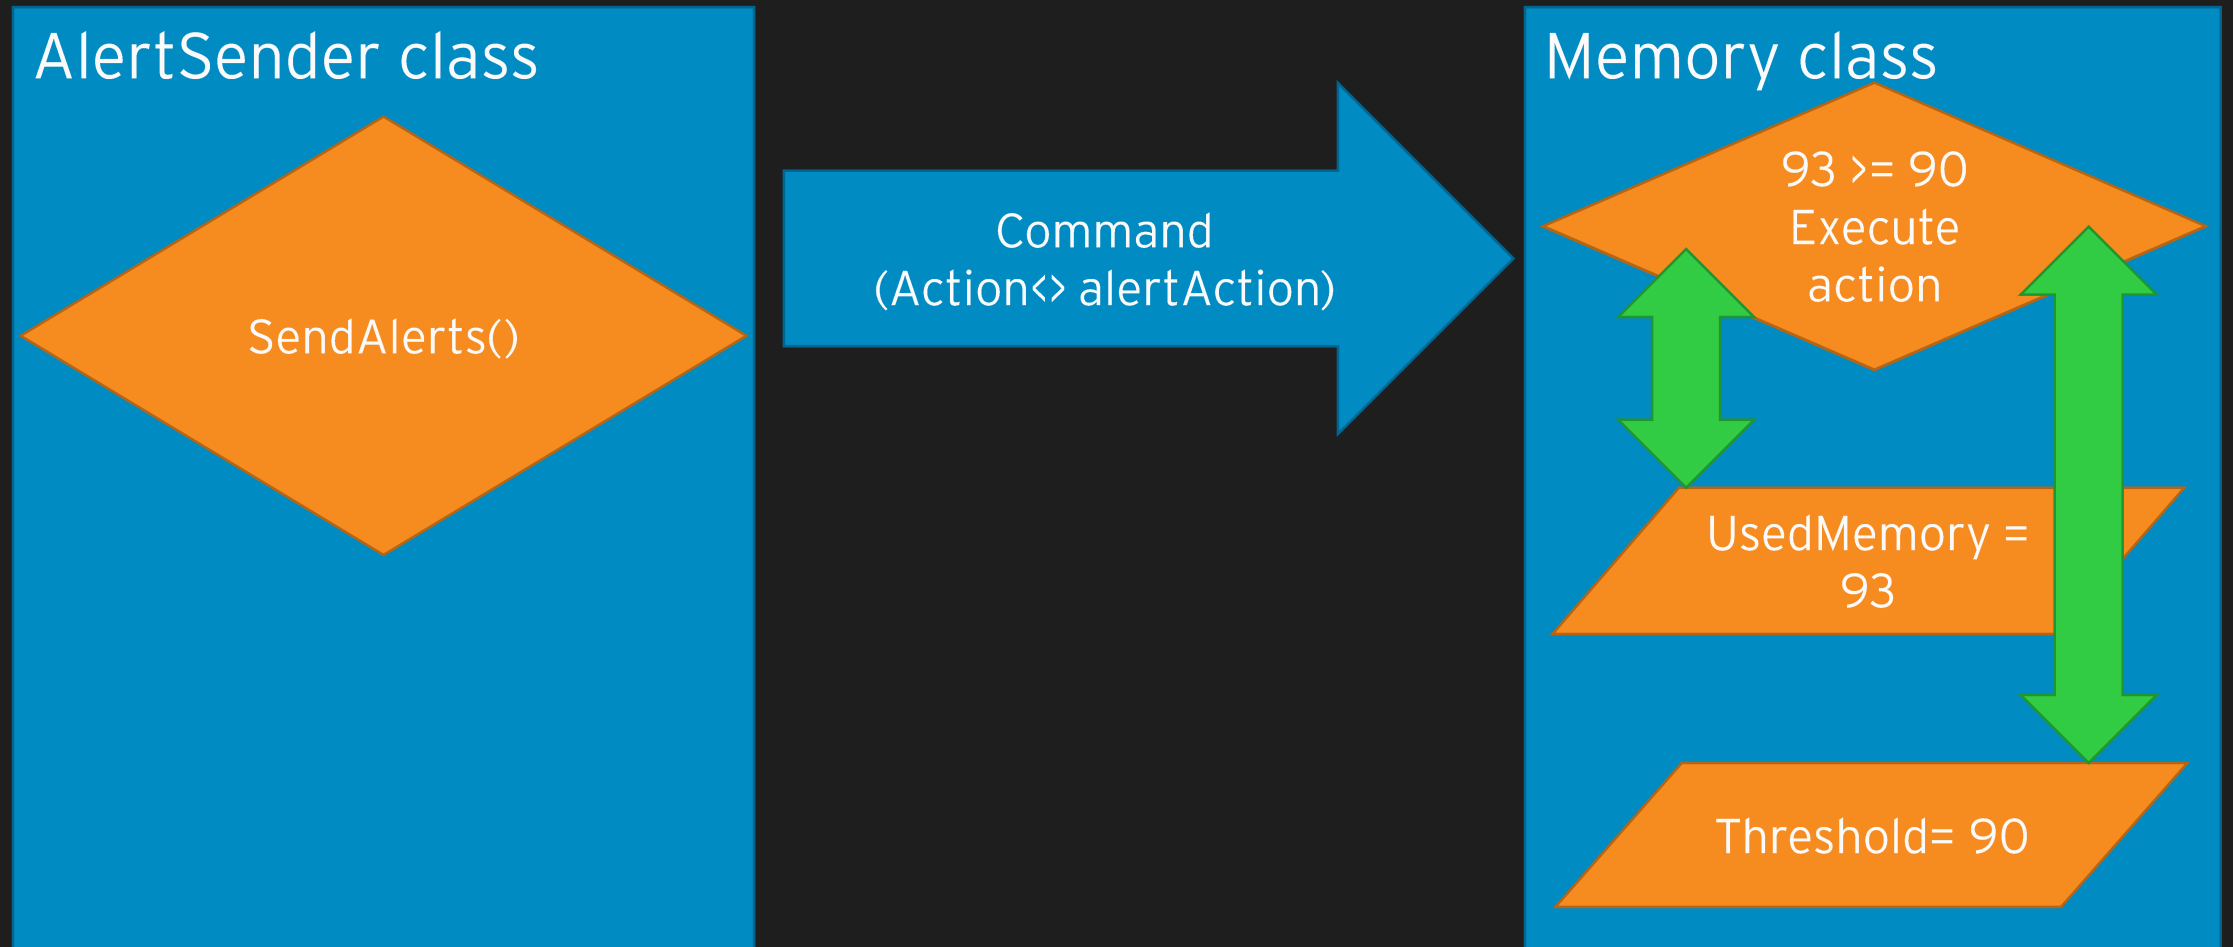 AlertSender class
SendAlerts()
Command
(Action<> alertAction)
Memory class
93 >= 90
Execute
action
UsedMemory =
93
Threshold= 90